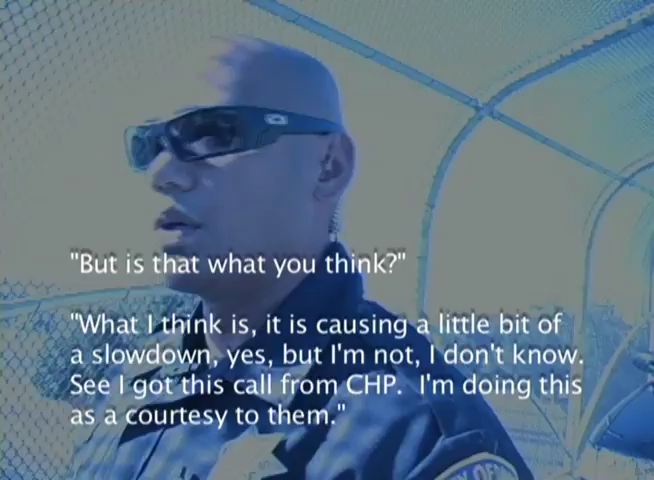 "But is that what you think?"
"What I think is, it is causing a little bit of
a slowdown, yes, but I'm not, I don't know.
See I got this call from CHP.  I'm doing this
as a courtesy to them."